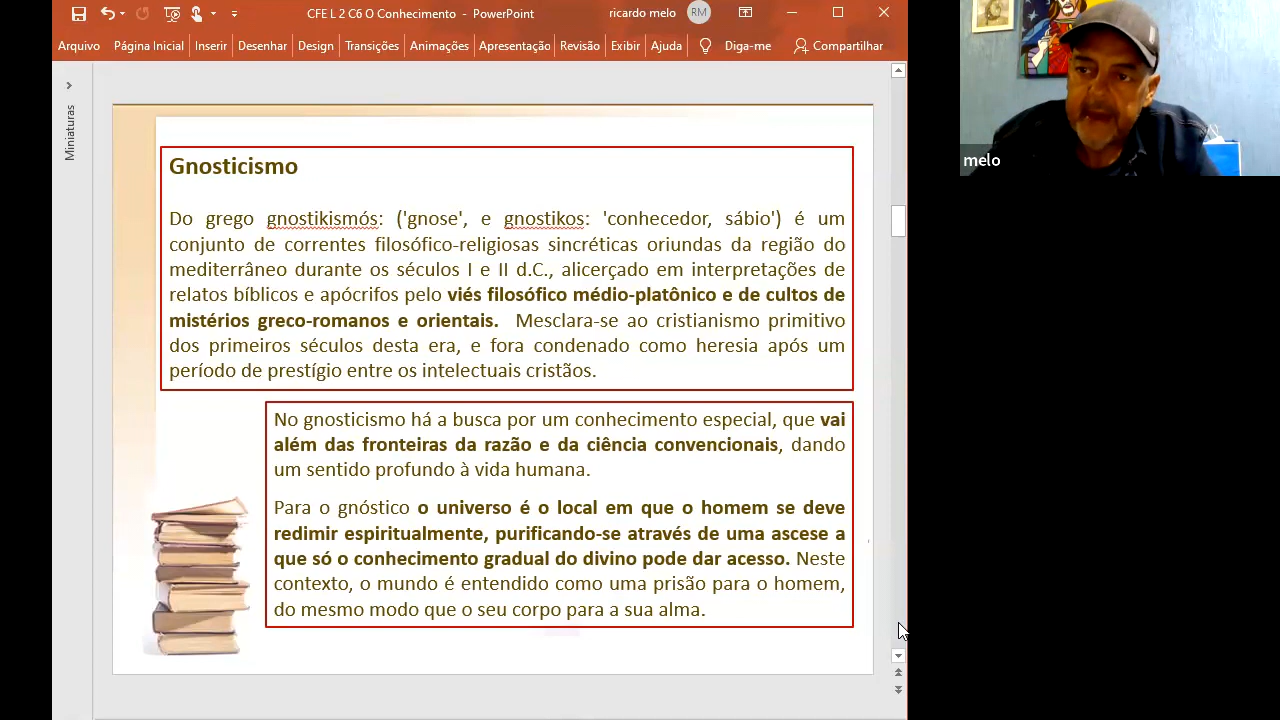 CFE L 2 C6 O Conhecimento - PowerPoint
ricardo melo
RM
Arquivo Página Inicial Inserir Desenhar Design Transições Animações Apresentação Revisão Exibir Ajuda Diga-me Compartilhar
Miniaturas
Gnosticismo
Do grego gnostikismós: ('gnose', e gnostikos: 'conhecedor, sábio') é um
conjunto de correntes filosófico-religiosas sincréticas oriundas da região do
mediterrâneo durante os séculos I e II d.C., alicerçado em interpretações de
relatos bíblicos e apócrifos pelo viés filosófico médio-platônico e de cultos de
mistérios greco-romanos e orientais. Mesclara-se ao cristianismo primitivo
dos primeiros séculos desta era, e fora condenado como heresia após um
período de prestígio entre os intelectuais cristãos.
No gnosticismo há a busca por um conhecimento especial, que vai
além das fronteiras da razão e da ciência convencionais, dando
um sentido profundo à vida humana.
Para o gnóstico o universo é o local em que o homem se deve
redimir espiritualmente, purificando-se através de uma ascese a
que só o conhecimento gradual do divino pode dar acesso. Neste
contexto, o mundo é entendido como uma prisão para o homem,
do mesmo modo que o seu corpo para a sua alma.
melo